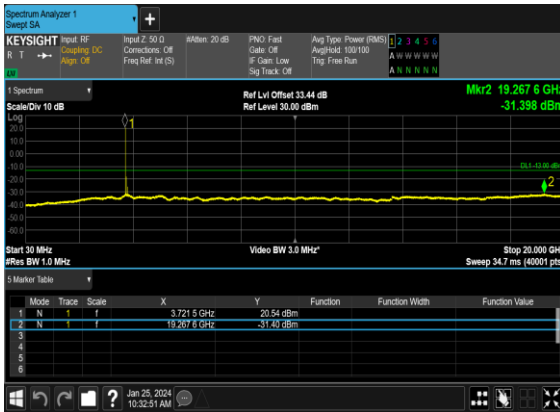 Spectrum Analyzer 1
Swept SA
+
KEYSIGHT Input: RF Input Z: 50 Ω #Atten: 20 dB PNO: Fast Avg Type: Power (RMS) 1 2 3 4 5 6
R T Coupling: DC Corrections: Off Gate: Off Avg|Hold: 100/100 A W W W W W
Align: Off Freq Ref: Int (S) IF Gain: Low Trig: Free Run
Sig Track: Off A N N N N N
1 Spectrum
Ref Lvl Offset 33.44 dB Mkr2 19.267 6 GHz
Scale/Div 10 dB Ref Level 30.00 dBm -31.398 dBm
Log
1
20.0
10.0
0.00
-10.0
DL1 -13.00 dBm
-20.0
2
-30.0
-40.0
-50.0
-60.0
Start 30 MHz Video BW 3.0 MHz* Stop 20.000 GHz
#Res BW 1.0 MHz Sweep 34.7 ms (40001 pts)
5 Marker Table
Mode Trace Scale X Y Function Function Width Function Value
1 N 1 f 3.721 5 GHz 20.54 dBm
2 N 1 f 19.267 6 GHz -31.40 dBm
3
4
5
6
? Jan 25, 2024
10:32:51 AM